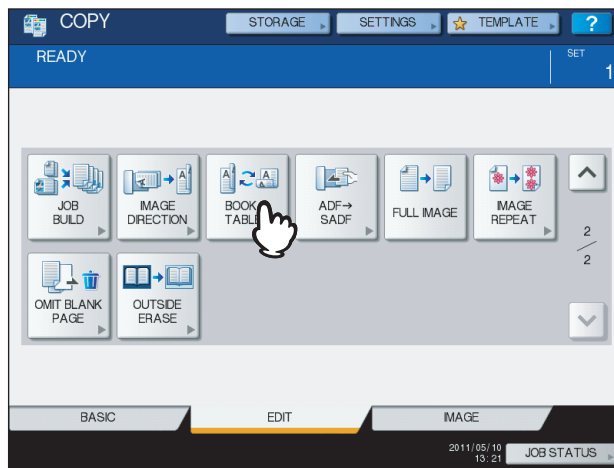 COPY
STORAGE
SETTINGS
TEMPLATE
?
READY
SET
1
JOB
BUILD
IMAGE
DIRECTION
BOOK
TABL
ADF→
SADF
FULL IMAGE
IMAGE
REPEAT
2
2
OMIT BLANK
PAGE
OUTSIDE
ERASE
BASIC
EDIT
IMAGE
2011/05/10
13:21
JOB STATUS